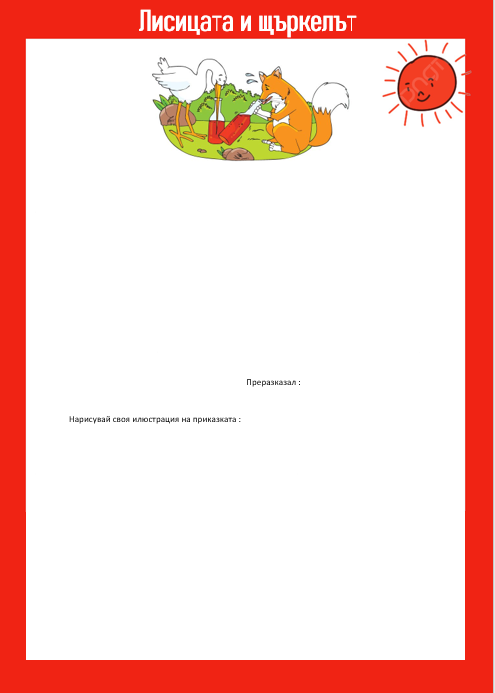 Лисицата и щъркелът
Преразказал :
Нарисувай своя илюстрация на приказката :